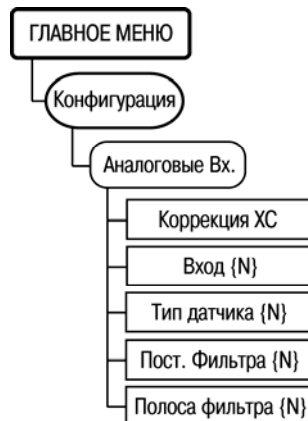 ГЛАВНОЕ МЕНЮ
Конфигурация
Аналоговые Вх.
Коррекция ХС
Вход {N}
Тип датчика {N}
Пост. Фильтра {N}
Полоса фильтра {N}